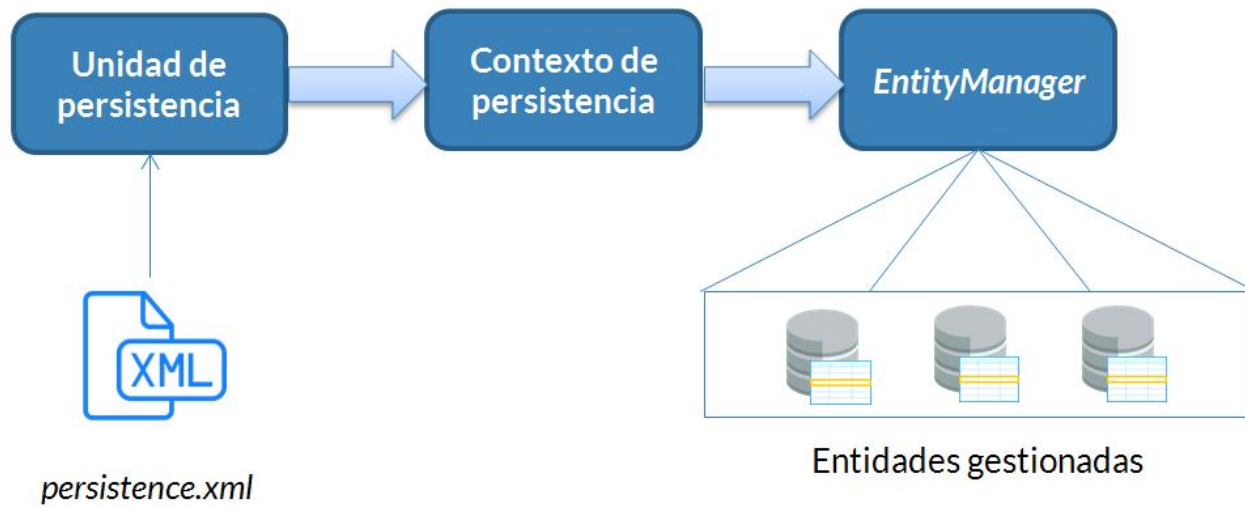 Unidad de
persistencia
Contexto de
persistencia
EntityManager
XML
persistence.xml
Entidades gestionadas